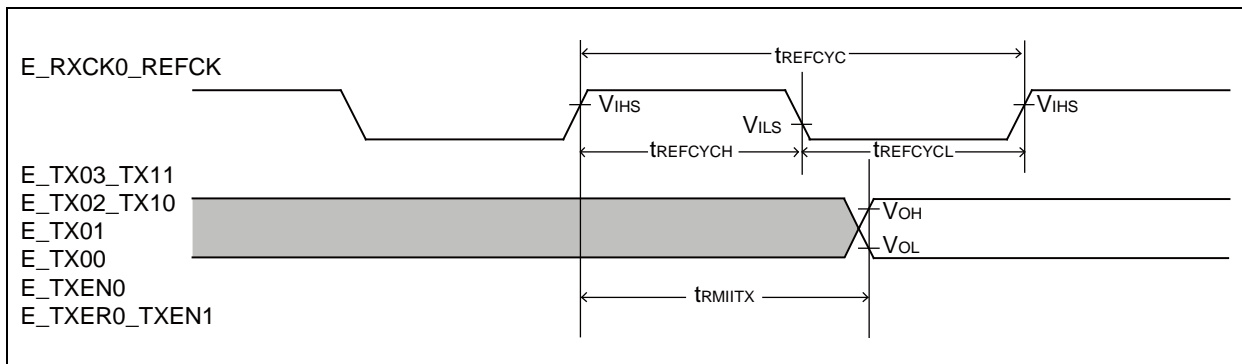 tREFCYC
E_RXCK0_REFCK
VIHS
VIHS
VILS
tREFCYCH
tREFCYCL
E_TX03_TX11
E_TX02_TX10
VOH
E_TX01
VOL
E_TX00
E_TXEN0
tRMIITX
E_TXER0_TXEN1